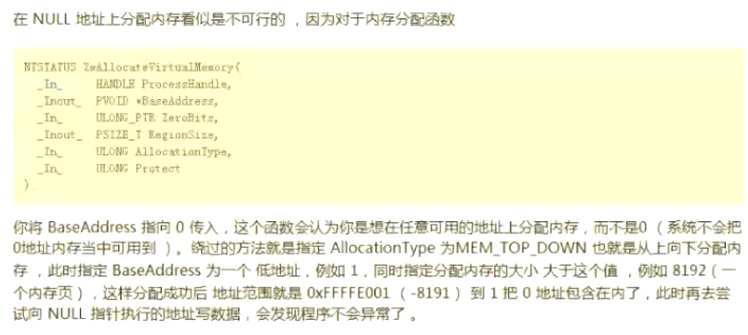 在 NULL 地址上分配内存看似是不可行的 ，因为对于内存分配函数
NTSTATUS ZwAllocateVirtualMemory(
_In_ HANDLE ProcessHandle,
_Inout_ PVOID *BaseAddress,
_In_ ULONG_PTR ZeroBits,
_Inout_ PSIZE_T RegionSize,
_In_ ULONG AllocationType,
_In_ ULONG Protect
)
你将 BaseAddress 指向 0 传入，这个函数会认为你是想在任意可用的地址上分配内存，而不是0 （系统不会把
0地址内存当中可用到 ）。绕过的方法就是指定 AllocationType 为MEM_TOP_DOWN 也就是从上向下分配内
存 ，此时指定 BaseAddress 为一个 低地址，例如 1，同时指定分配内存的大小 大于这个值 ，例如 8192（一
个内存页），这样分配成功后 地址范围就是 0xFFFFE001 （ -8191 ） 到 1 把 0 地址包含在内了，此时再去尝
试向 NULL 指针执行的地址写数据，会发现程序不会异常了 。